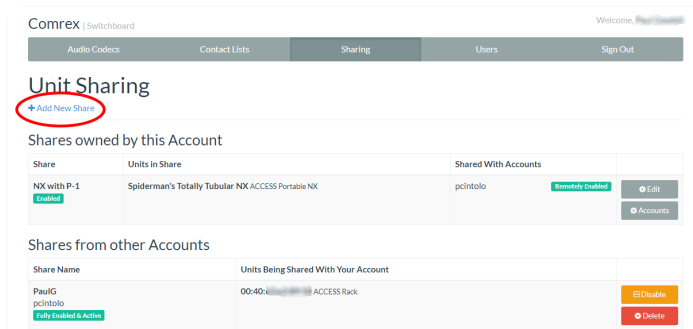 Comrex | Switchboard
Welcome,
Audio Codecs Contact Lists Sharing Users Sign Out
Unit Sharing
+ Add New Share
Shares owned by this Account
Share Units in Share Shared With Accounts
NX with P-1 Spiderman's Totally Tubular NX ACCESS Portable NX pcintolo Remotely Enabled Edit
Enabled
Accounts
Shares from other Accounts
Share Name Units Being Shared With Your Account
PaulG 00:40: ACCESS Rack Disable
pcintolo
Fully Enabled & Active Delete